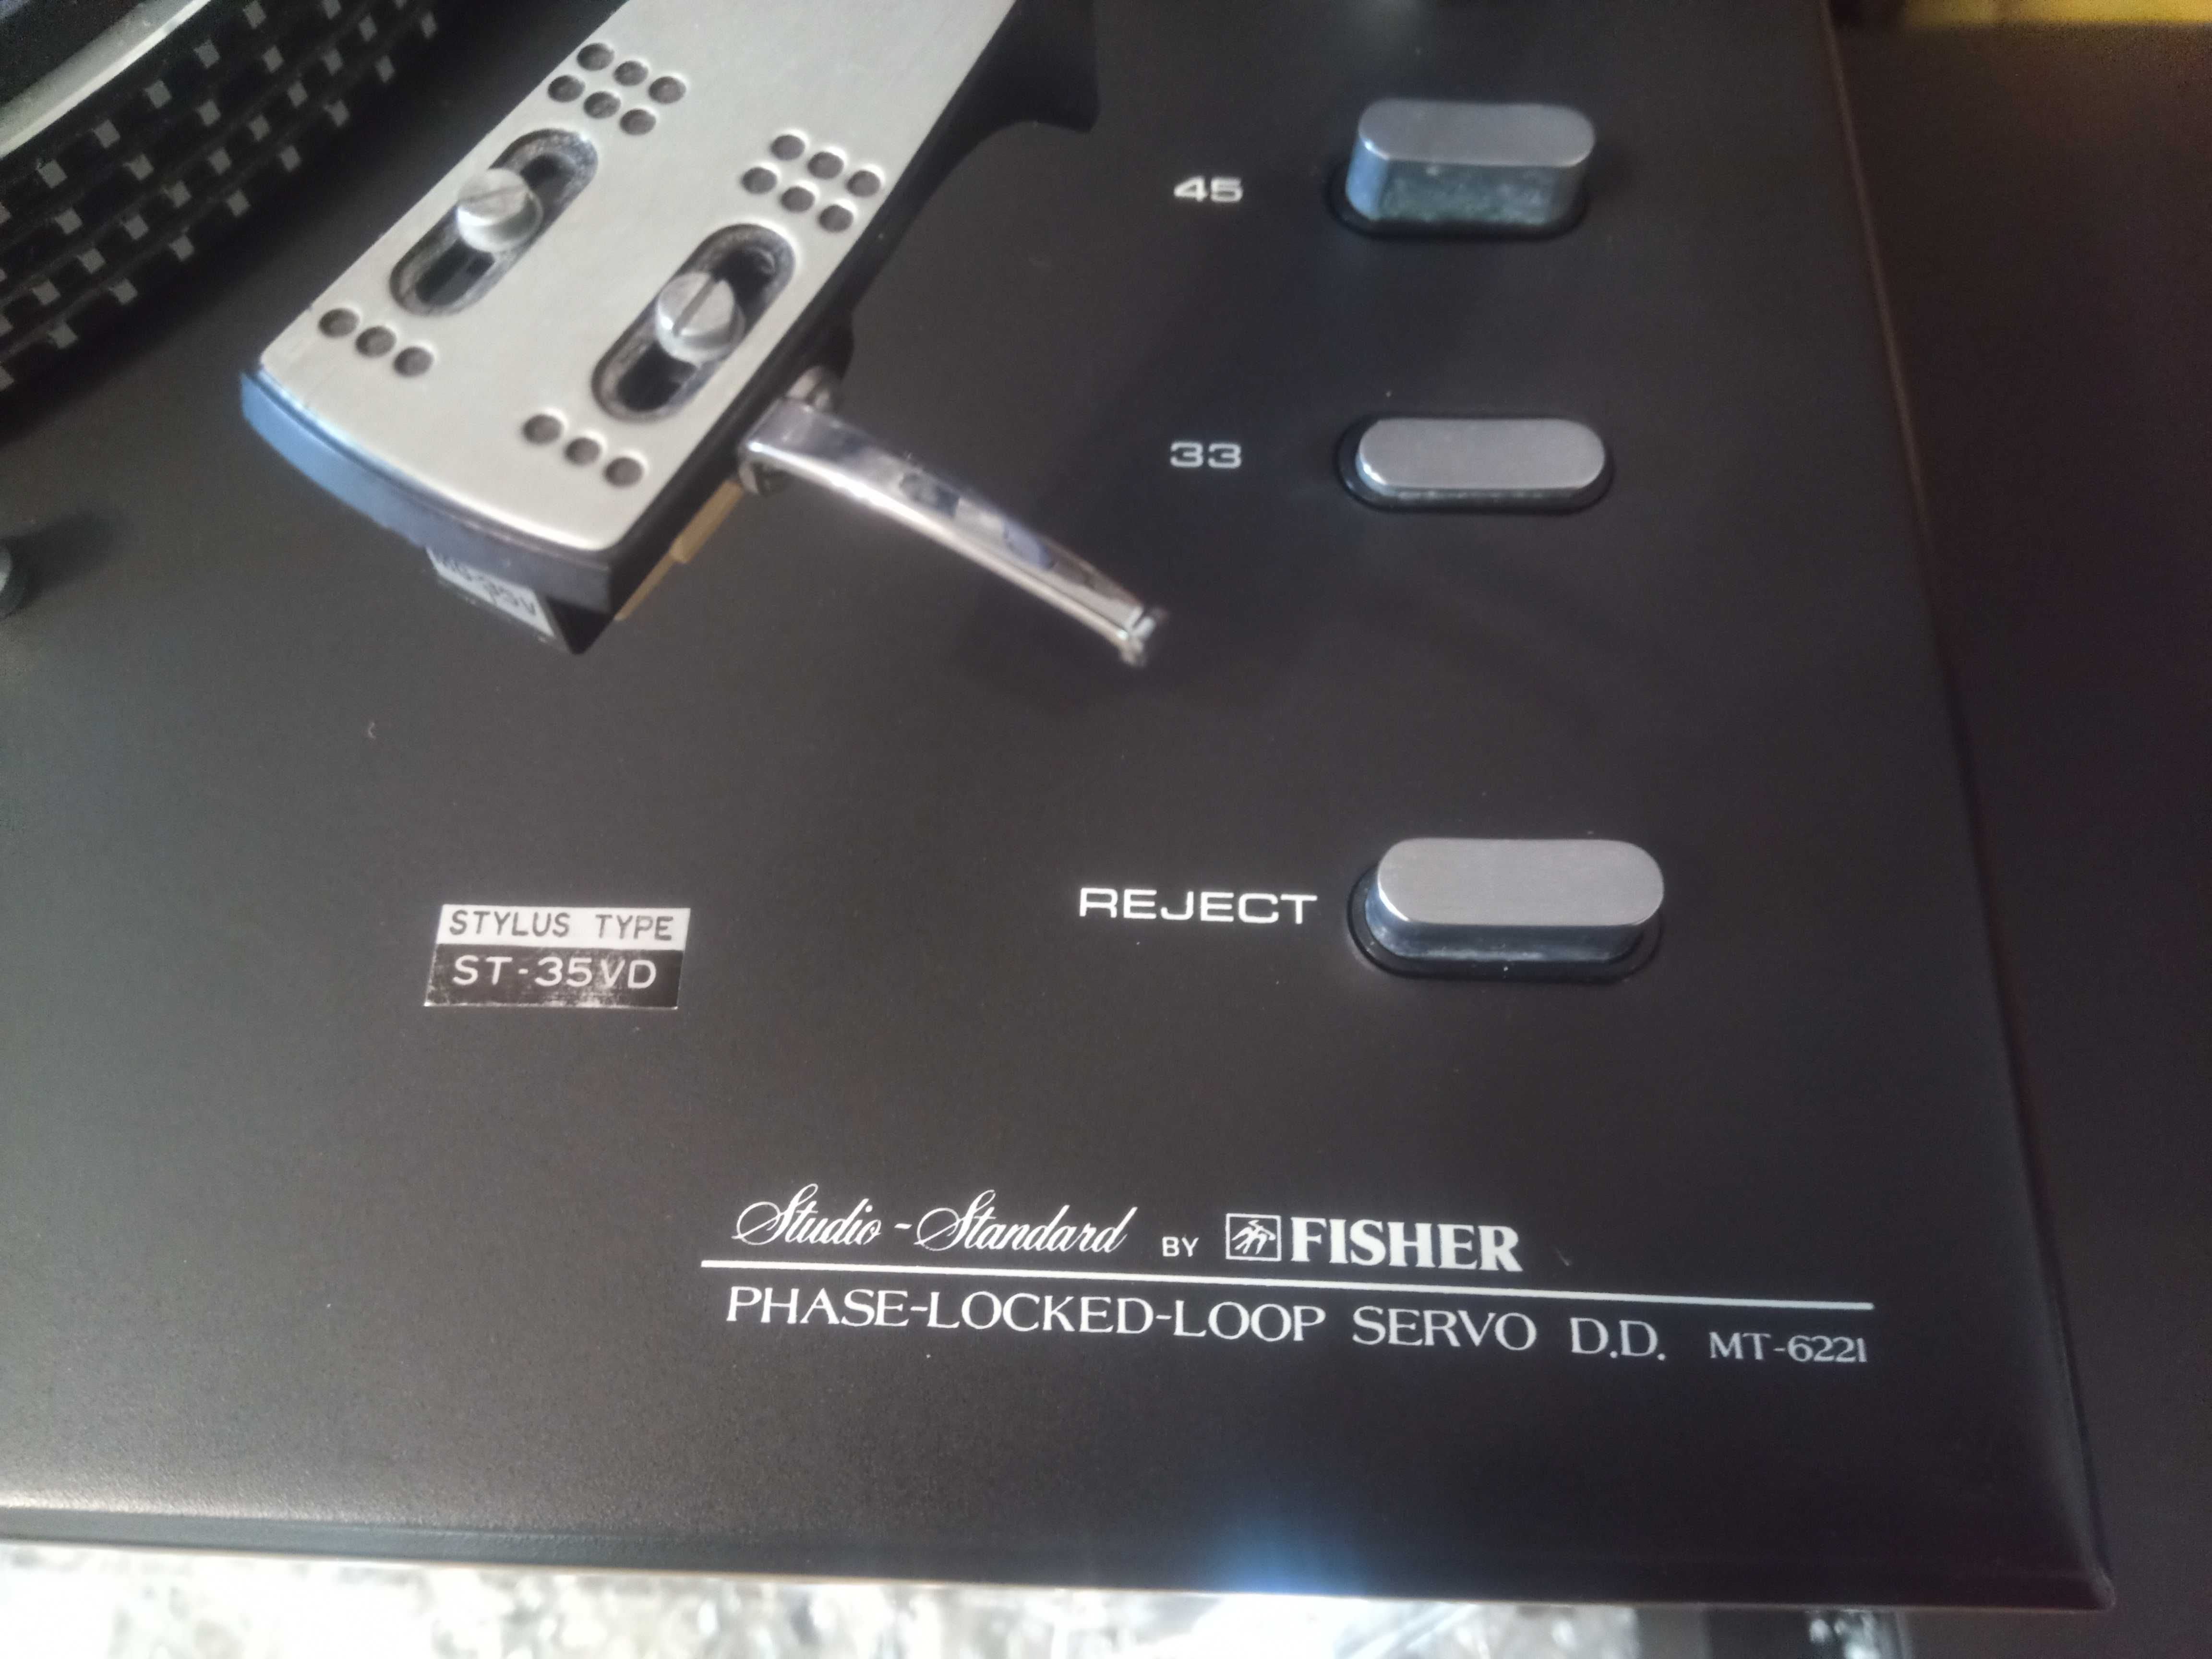 45
33
REJECT
STYLUS TYPE
ST-35VD
Studio-Standard BY FISHER
PHASE-LOCKED-LOOP SERVO D.D. MT-6221